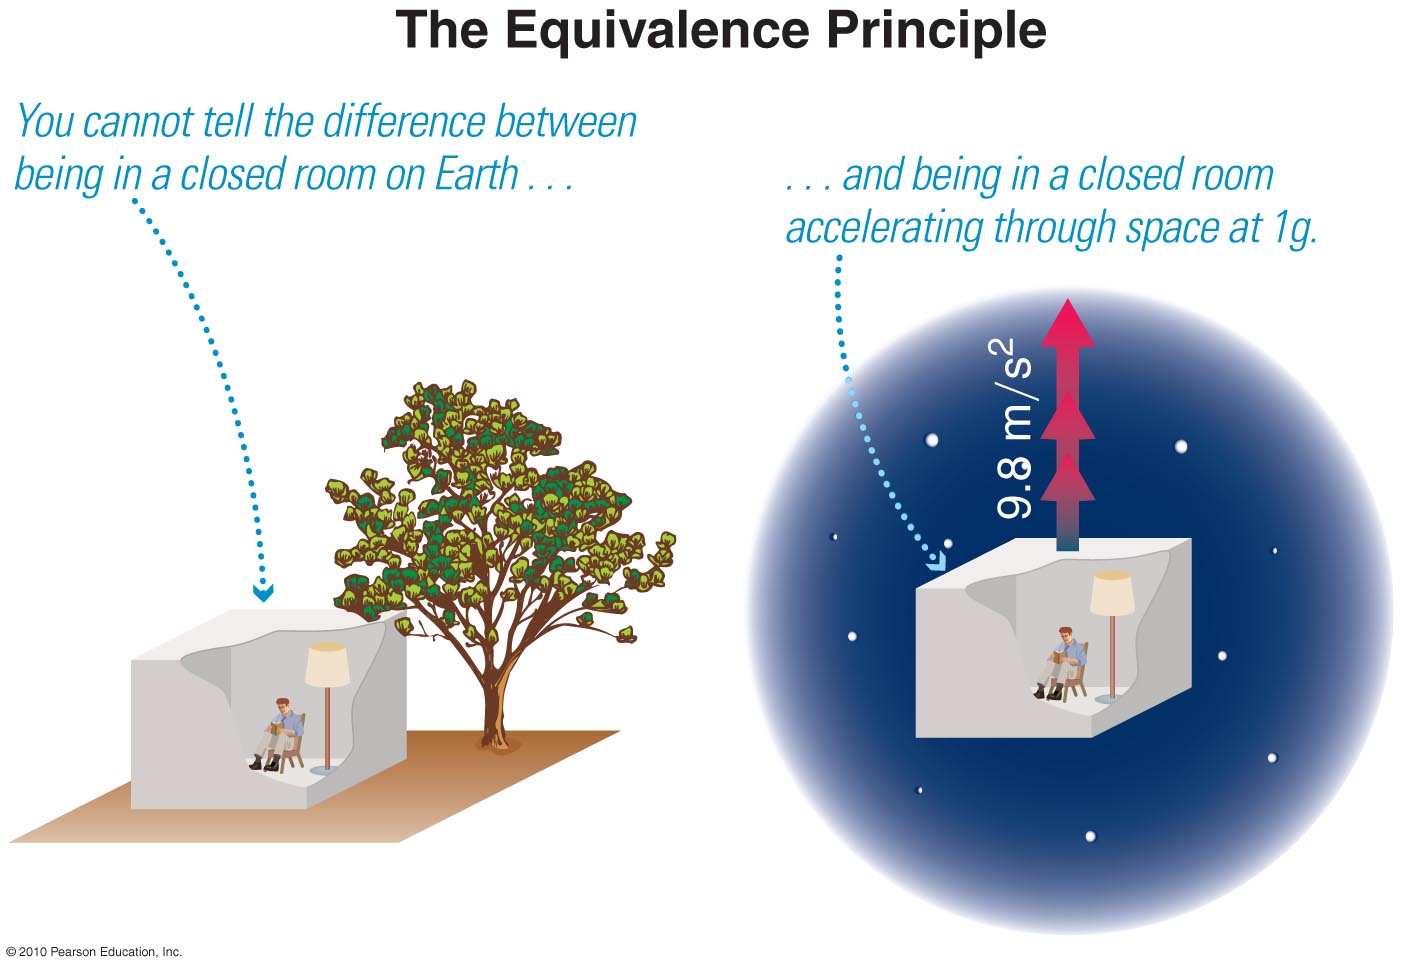 The Equivalence Principle
You cannot tell the difference between
being in a closed room on Earth . . .
. . . and being in a closed room
accelerating through space at 1g.
9.8 m/s²
© 2010 Pearson Education, Inc.